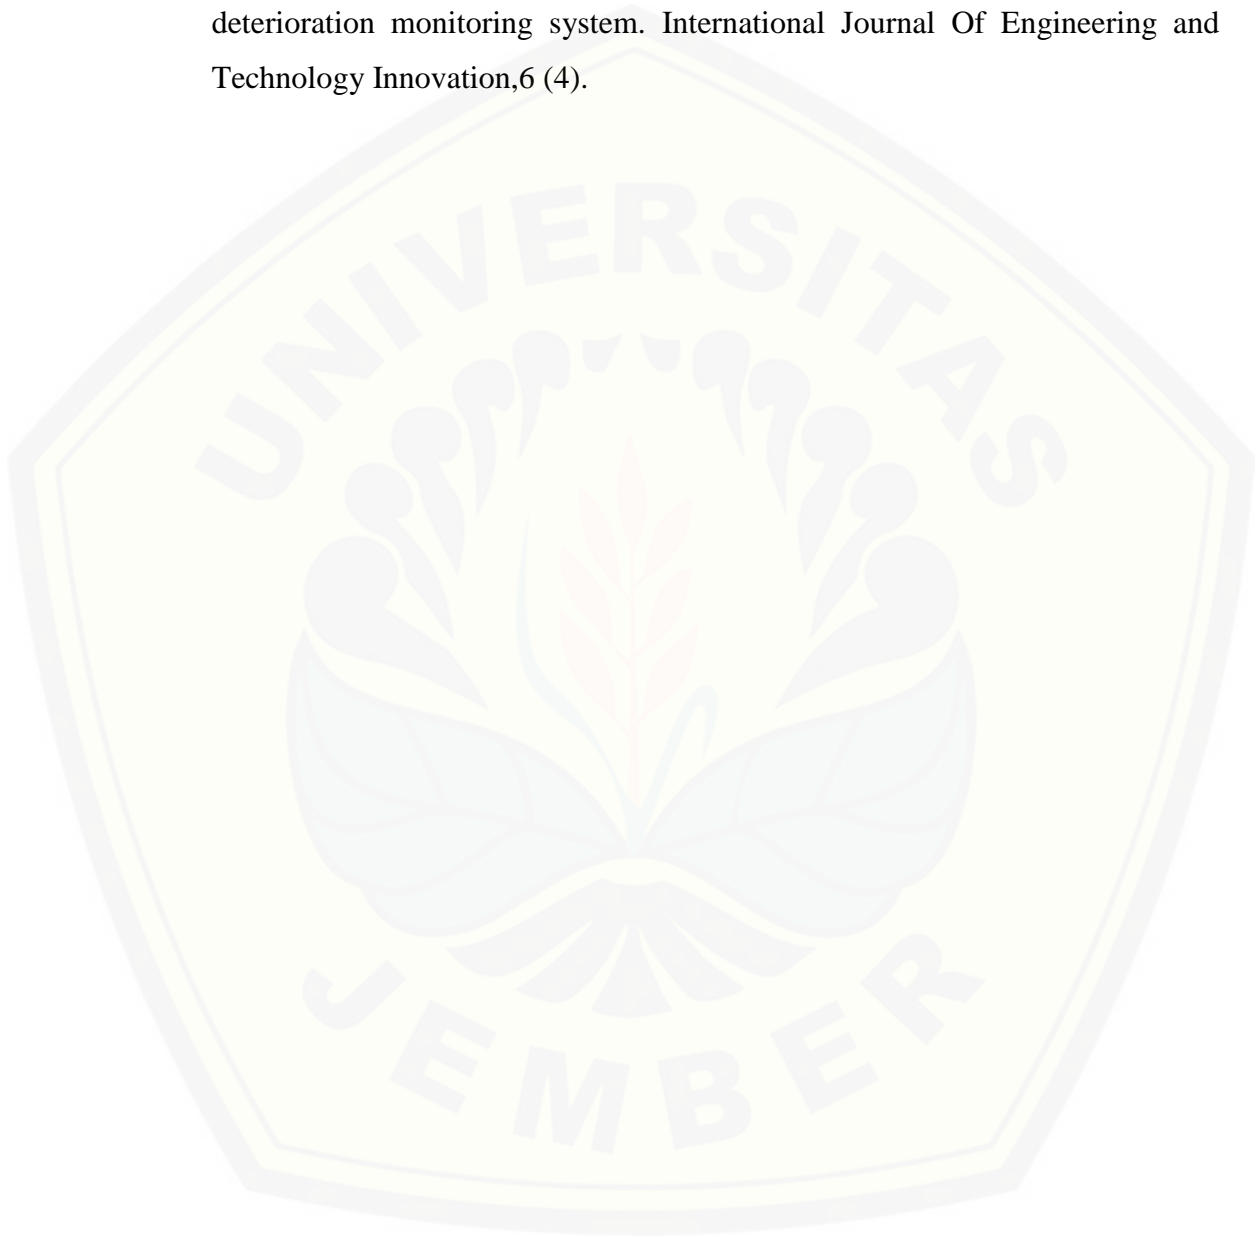 deterioration monitoring system. International Journal Of Engineering and
Technology Innovation,6 (4).
UNIVERSITAS
JEMBER